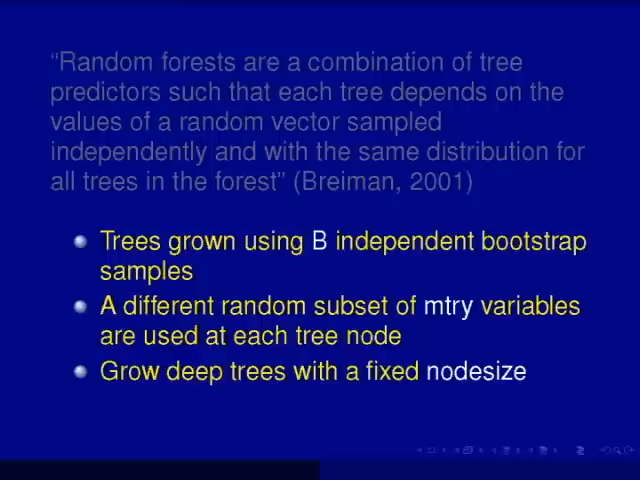 “Random forests are a combination of tree
predictors such that each tree depends on the
values of a random vector sampled
independently and with the same distribution for
all trees in the forest” (Breiman, 2001)
Trees grown using B independent bootstrap
samples
A different random subset of mtry variables
are used at each tree node
Grow deep trees with a fixed nodesize